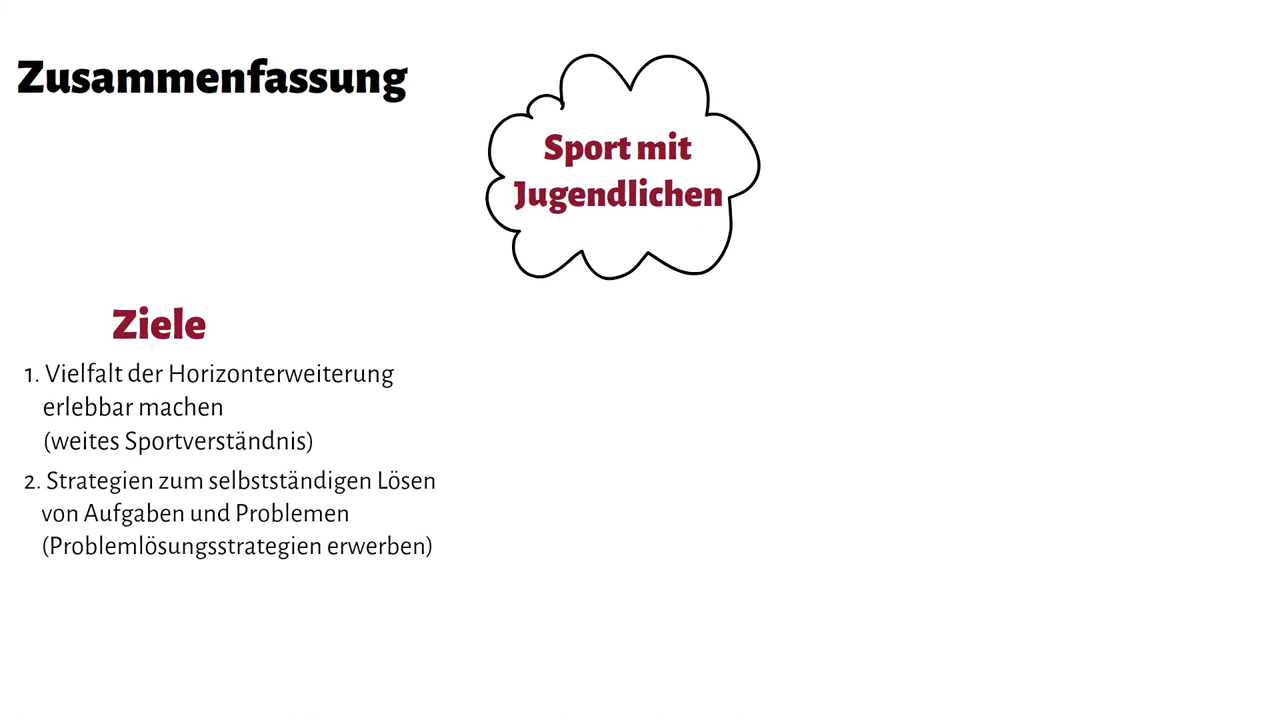 Zusammenfassung
Sport mit
Jugendlichen
Ziele
1. Vielfalt der Horizonterweiterung
erlebbar machen
(weites Sportverständnis)
2. Strategien zum selbstständigen Lösen
von Aufgaben und Problemen
(Problemlösungsstrategien erwerben)